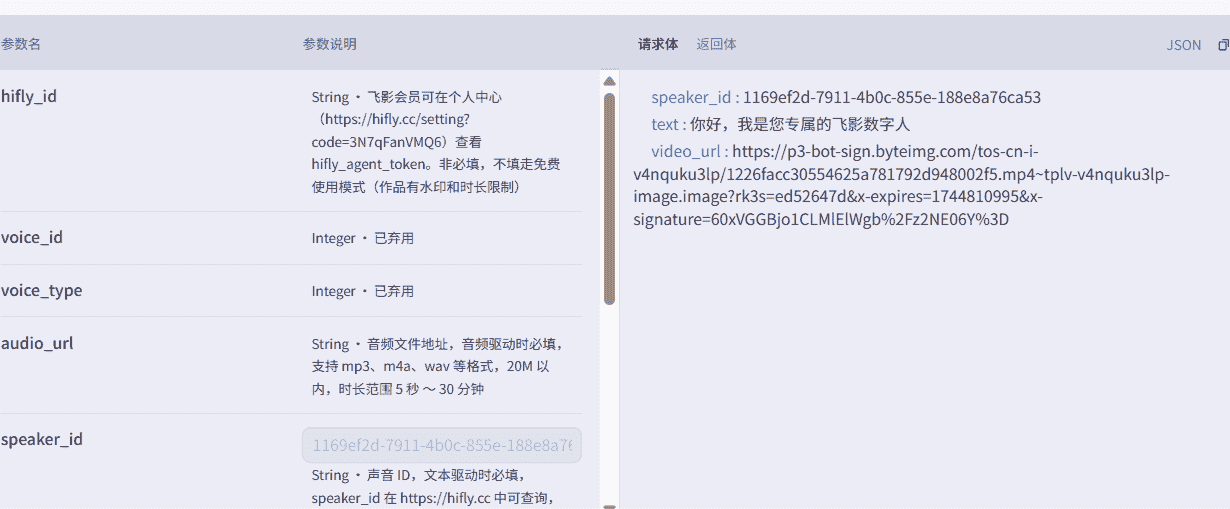 参数名
参数说明
请求体
返回体
JSON
hifly_id
String · 飞影会员可在个人中心
（https://hifly.cc/setting?
code=3N7qFanVMQ6）查看
hifly_agent_token。非必填，不填走免费
使用模式（作品有水印和时长限制）
voice_id
Integer · 已弃用
voice_type
Integer · 已弃用
audio_url
String · 音频文件地址，音频驱动时必填，
支持 mp3、m4a、wav 等格式，20M 以
内，时长范围 5 秒 ～ 30 分钟
speaker_id
1169ef2d-7911-4b0c-855e-188e8a76
String · 声音 ID，文本驱动时必填，
speaker_id 在 https://hifly.cc 中可查询，
speaker_id : 1169ef2d-7911-4b0c-855e-188e8a76ca53
text : 你好，我是您专属的飞影数字人
video_url : https://p3-bot-sign.byteimg.com/tos-cn-i-
v4nquku3lp/1226facc30554625a781792d948002f5.mp4~tplv-v4nquku3lp-
image.image?rk3s=ed52647d&x-expires=1744810995&x-
signature=60xVGGBjo1CLMlElWgb%2Fz2NE06Y%3D